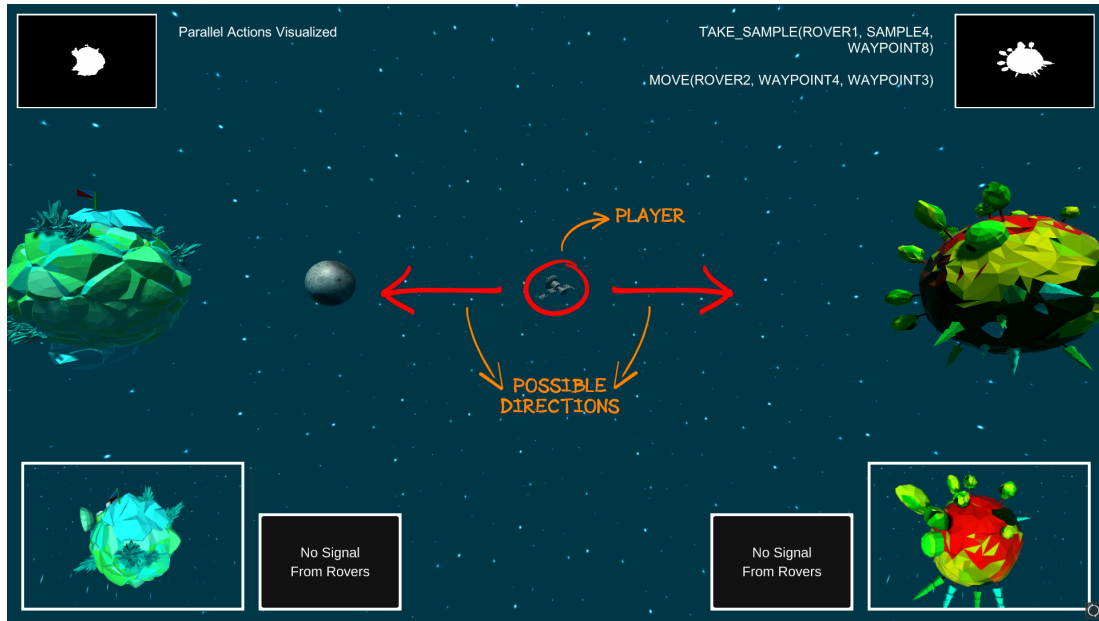 Parallel Actions Visualized
TAKE_SAMPLE(ROVER1, SAMPLE4,
WAYPOINT8)
MOVE(ROVER2, WAYPOINT4, WAYPOINT3)
PLAYER
POSSIBLE
DIRECTIONS
No Signal
From Rovers
No Signal
From Rovers